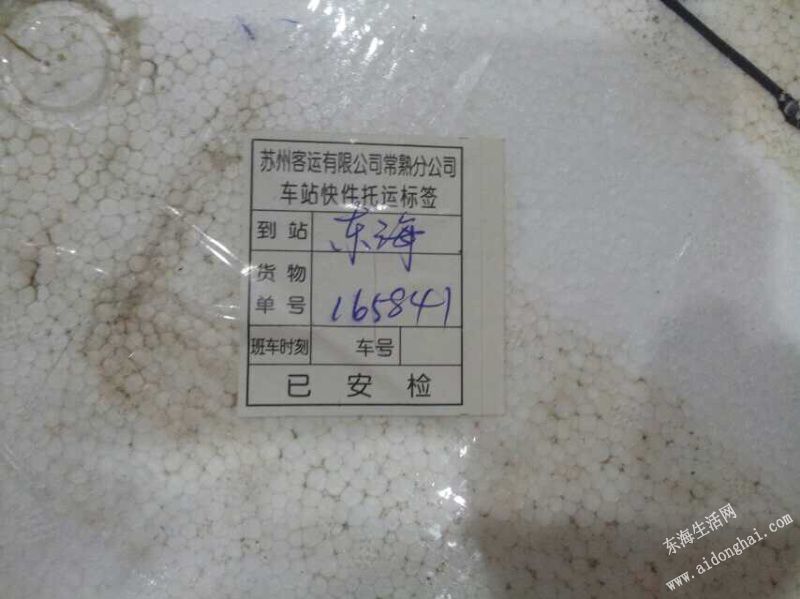 苏州客运有限公司常熟分公司
车站快件托运标签
到站 东海
货物
单号 165841
班车时刻 车号
已安检
东海生活网
www.aidonghai.com